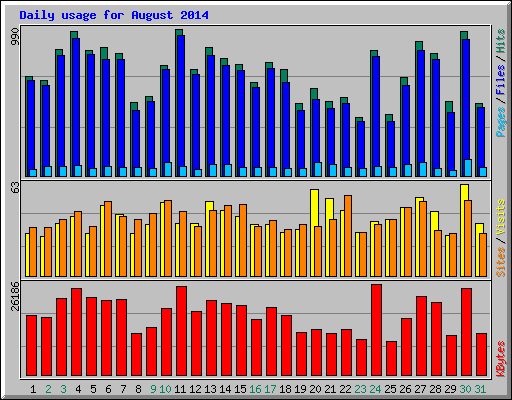 Daily usage for August 2014
990
Pages / Files / Hits
63
Sites / Visits
26186
KBytes
1 2 3 4 5 6 7 8 9 10 11 12 13 14 15 16 17 18 19 20 21 22 23 24 25 26 27 28 29 30 31